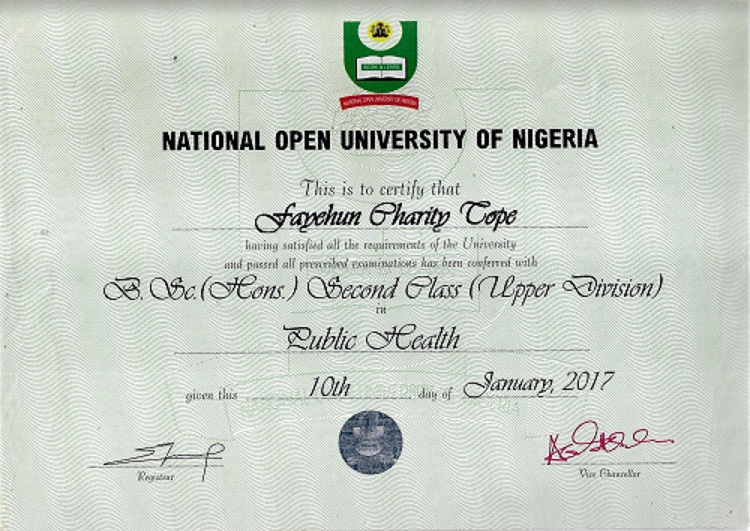 NATIONAL OPEN UNIVERSITY OF NIGERIA
NATIONAL OPEN UNIVERSITY OF NIGERIA
This is to certify that
Fayehun Charity Tope
having satisfied all the requirements of the University
and passed all prescribed examinations has been conferred with
B. Sc. (Hons.) Second Class (Upper Division)
in
Public Health
given this 10th day of January, 2017
Registrar Vice Chancellor